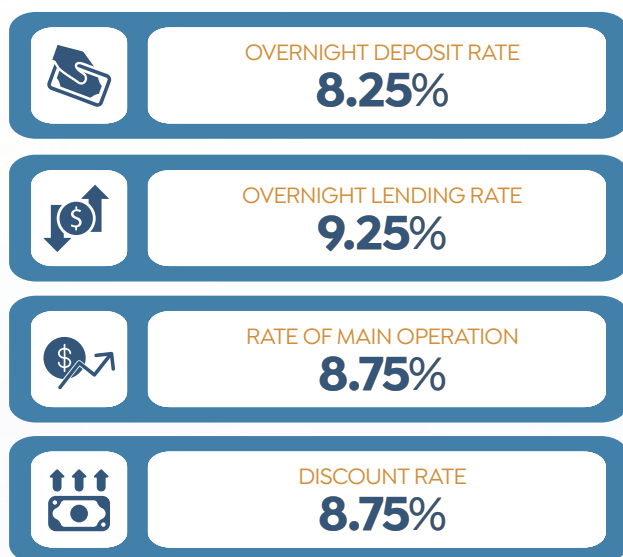 OVERNIGHT DEPOSIT RATE
8.25%
OVERNIGHT LENDING RATE
$
9.25%
RATE OF MAIN OPERATION
$
8.75%
DISCOUNT RATE
8.75%